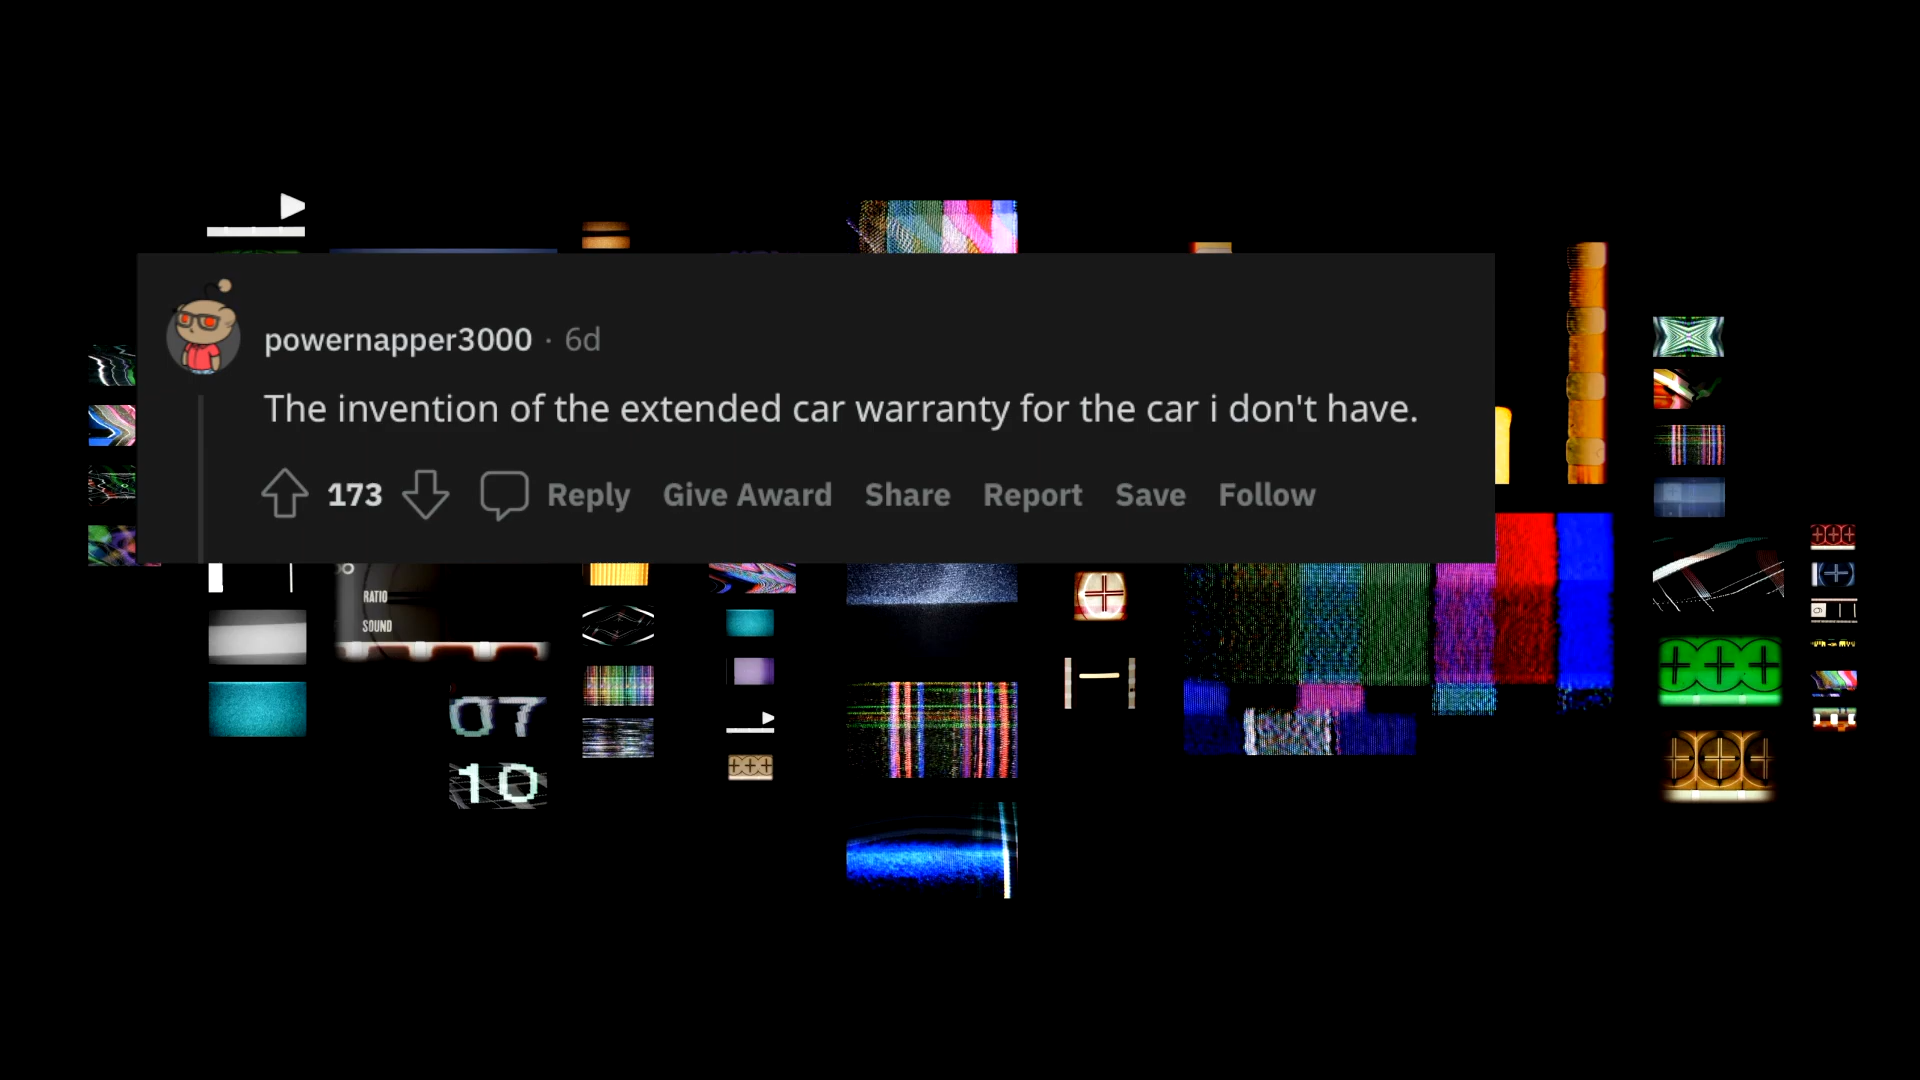 powernapper3000 · 6d
The invention of the extended car warranty for the car i don't have.
173 Reply Give Award Share Report Save Follow
RATIO
SOUND
07
10